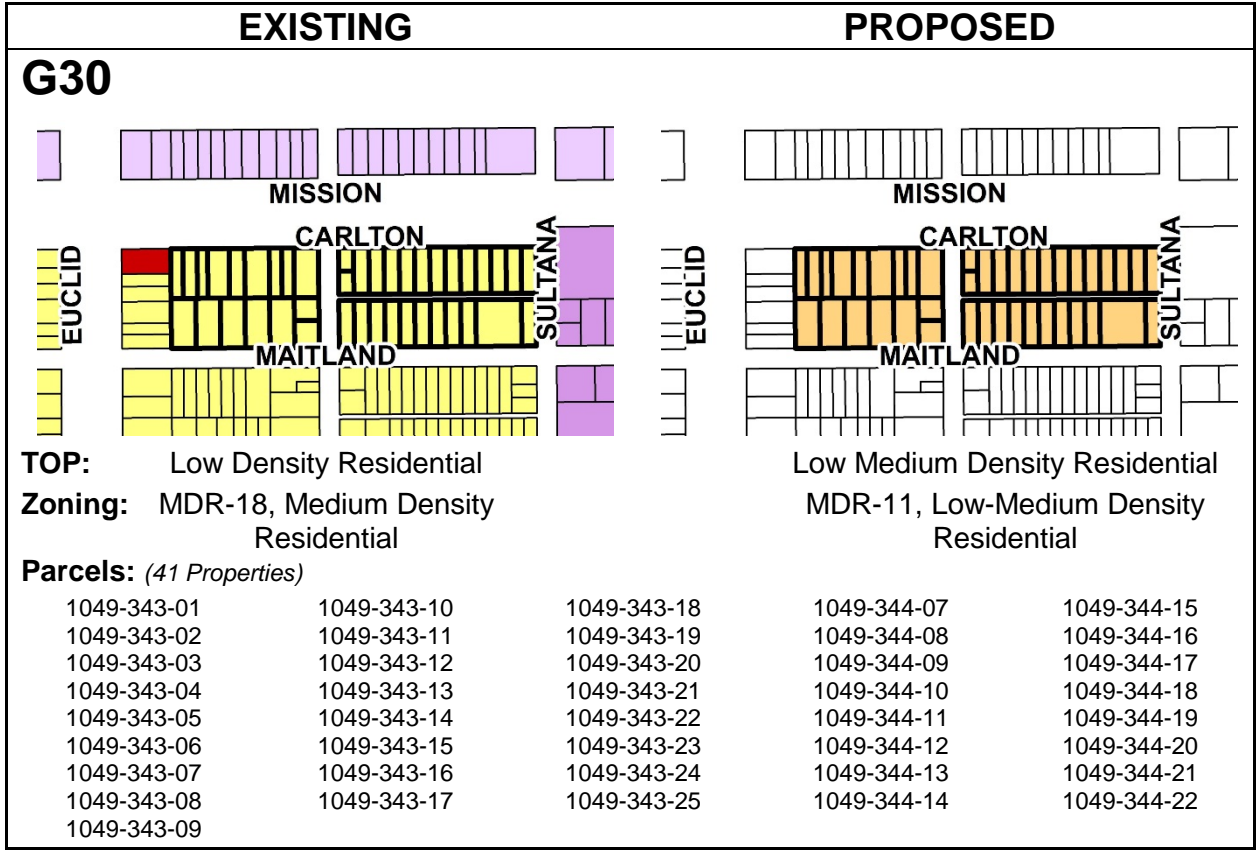 EXISTING PROPOSED
G30
MISSION
CARLTON
EUCLID
SULTANA
MAITLAND
MISSION
CARLTON
EUCLID
SULTANA
MAITLAND
TOP: Low Density Residential Low Medium Density Residential
Zoning: MDR-18, Medium Density MDR-11, Low-Medium Density
Residential Residential
Parcels: (41 Properties)
1049-343-01 1049-343-10 1049-343-18 1049-344-07 1049-344-15
1049-343-02 1049-343-11 1049-343-19 1049-344-08 1049-344-16
1049-343-03 1049-343-12 1049-343-20 1049-344-09 1049-344-17
1049-343-04 1049-343-13 1049-343-21 1049-344-10 1049-344-18
1049-343-05 1049-343-14 1049-343-22 1049-344-11 1049-344-19
1049-343-06 1049-343-15 1049-343-23 1049-344-12 1049-344-20
1049-343-07 1049-343-16 1049-343-24 1049-344-13 1049-344-21
1049-343-08 1049-343-17 1049-343-25 1049-344-14 1049-344-22
1049-343-09